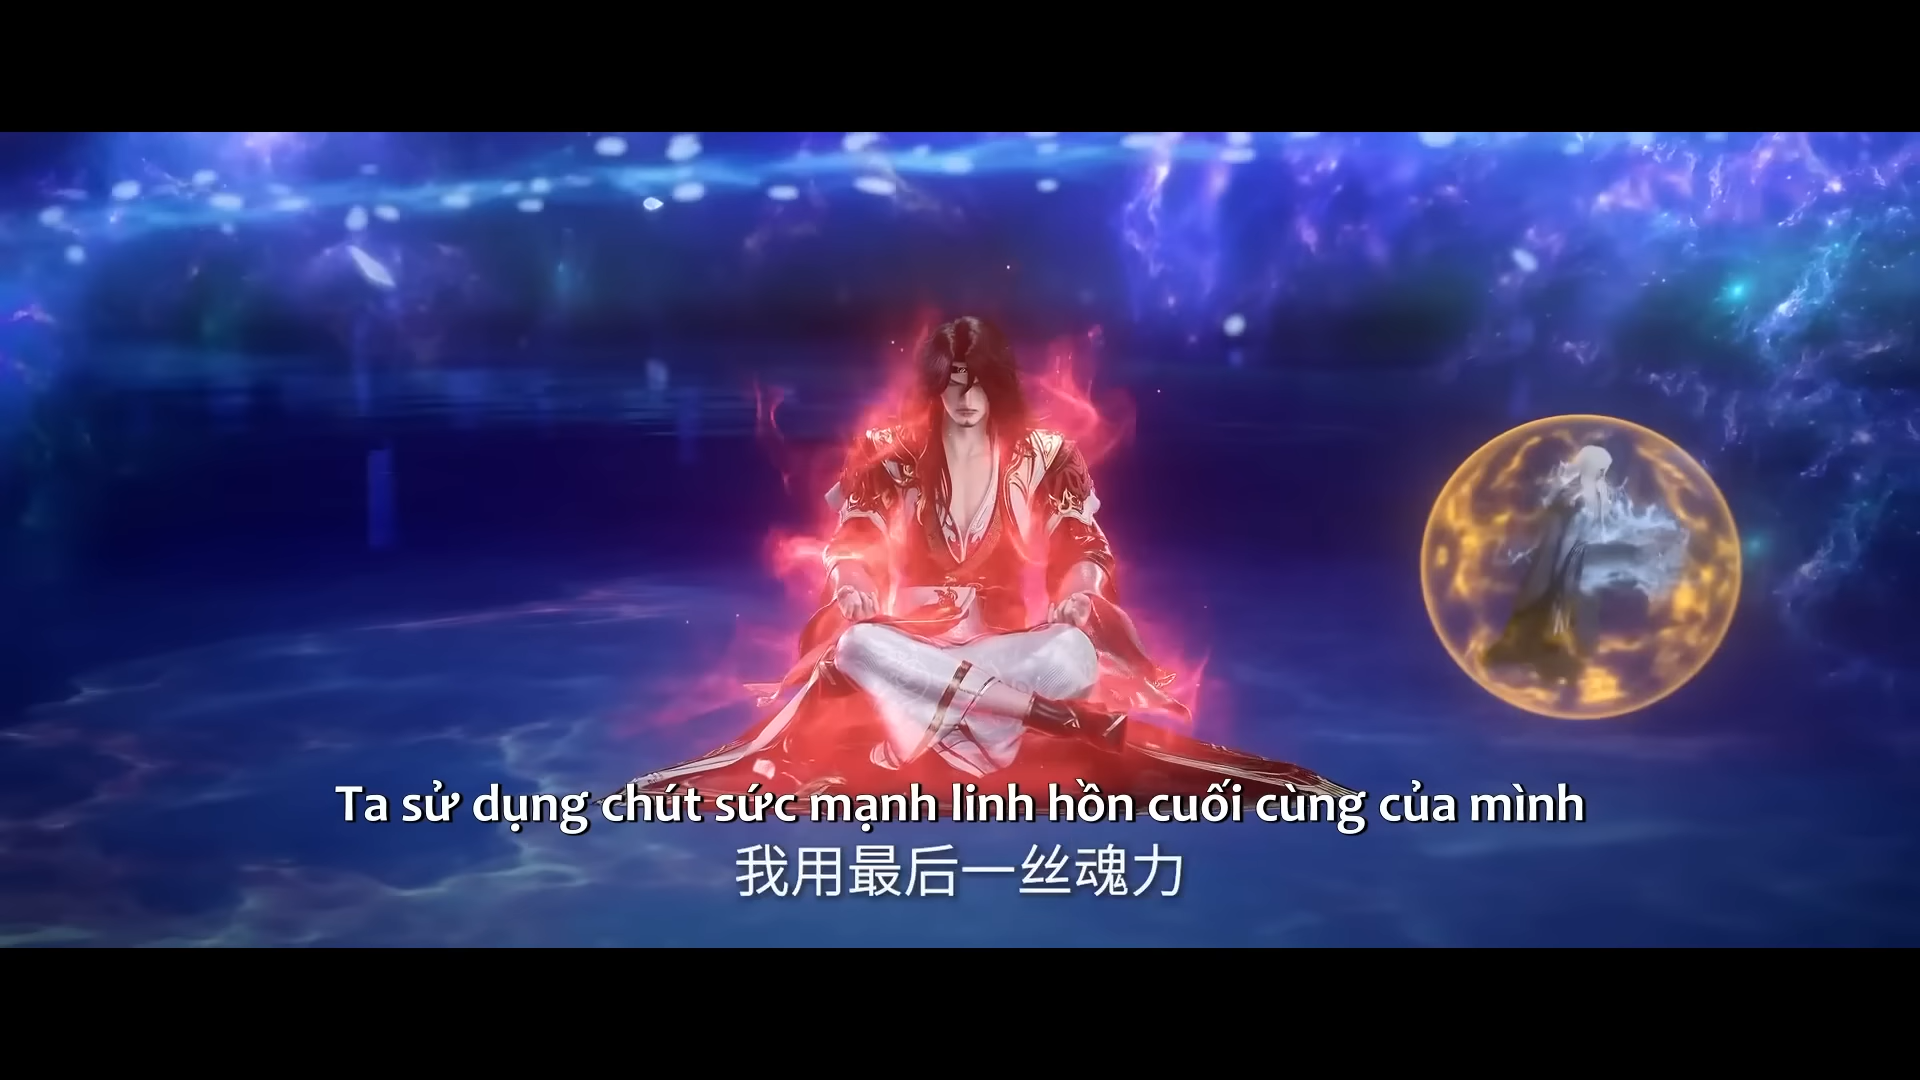 Ta sử dụng chút sức mạnh linh hồn cuối cùng của mình
我用最后一丝魂力